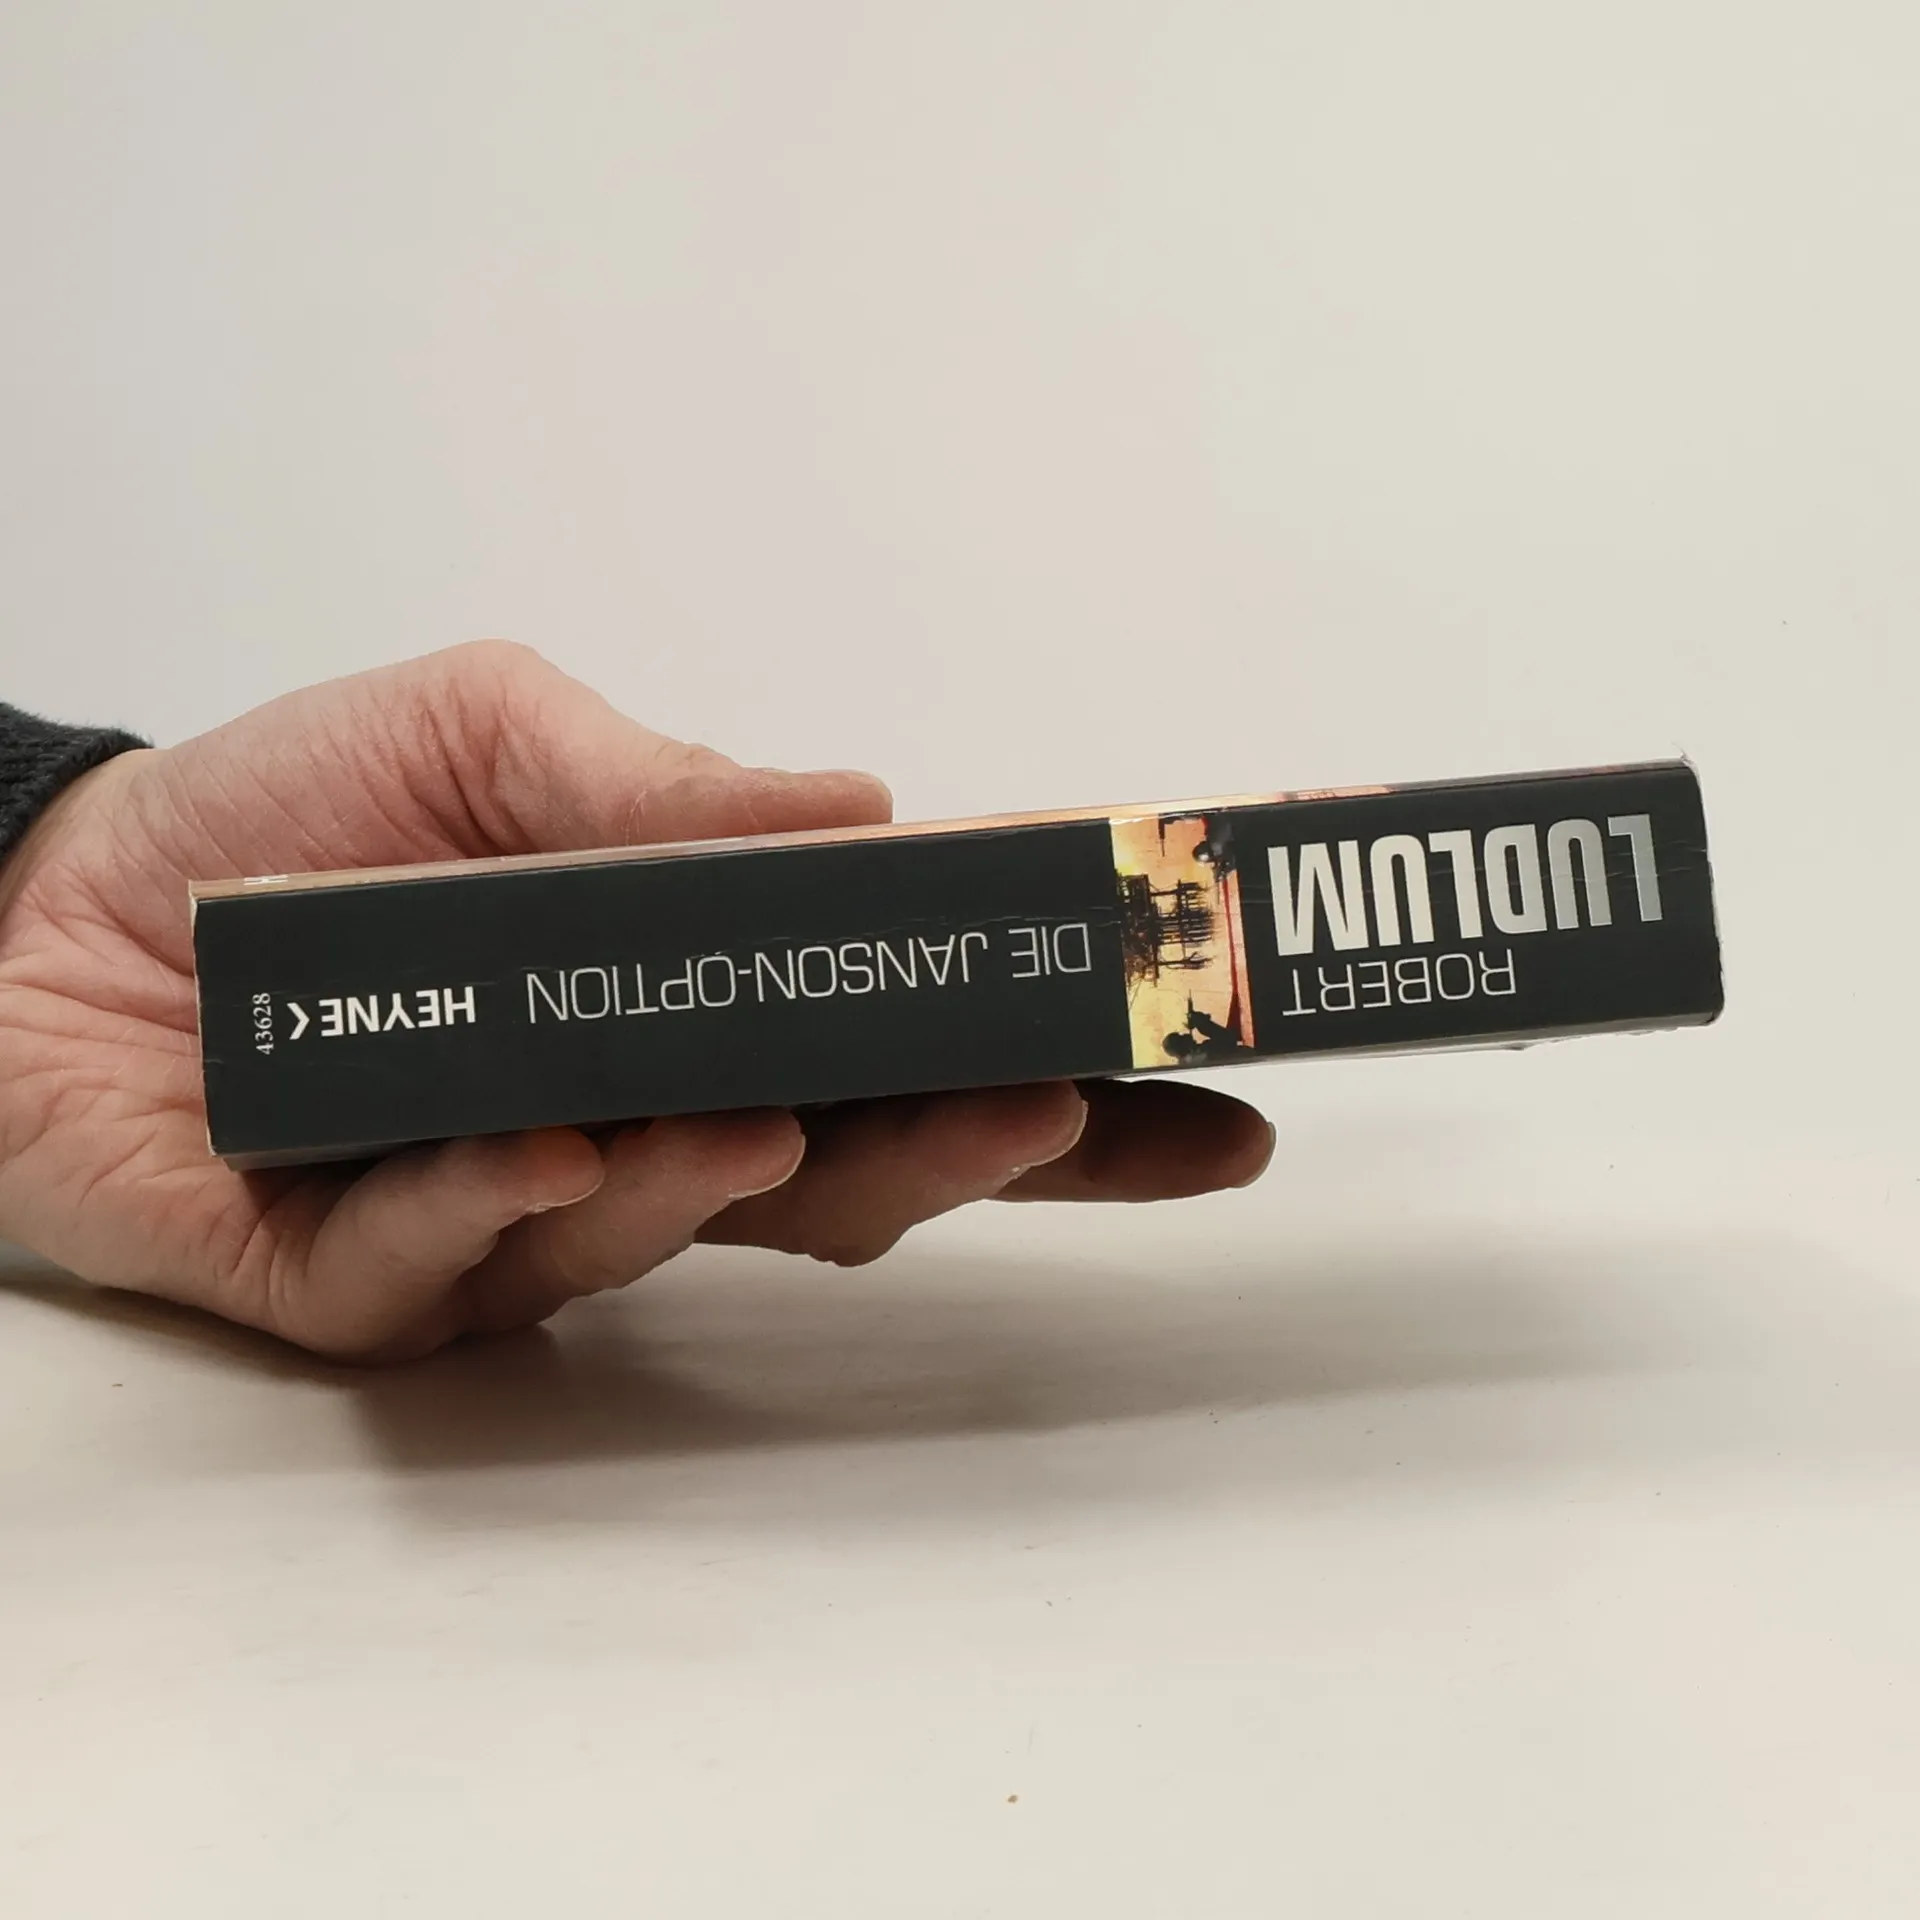 ROBERT
LUDLUM
DIE JANSON-OPTION
HEYNE<
43628